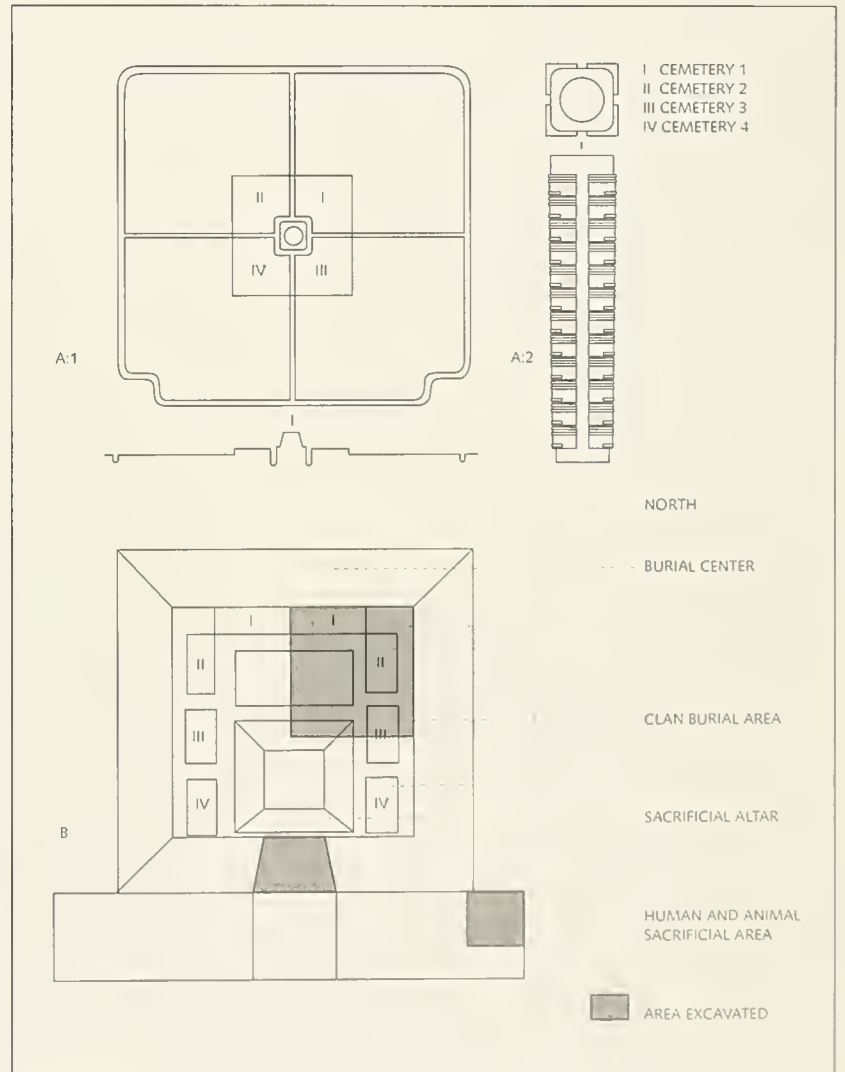 I CEMETERY 1
II CEMETERY 2
III CEMETERY 3
IV CEMETERY 4
I
II I
IV III
A:1
A:2
I
NORTH
BURIAL CENTER
I I
II II
CLAN BURIAL AREA
III III
IV IV
SACRIFICIAL ALTAR
B
HUMAN AND ANIMAL
SACRIFICIAL AREA
AREA EXCAVATED